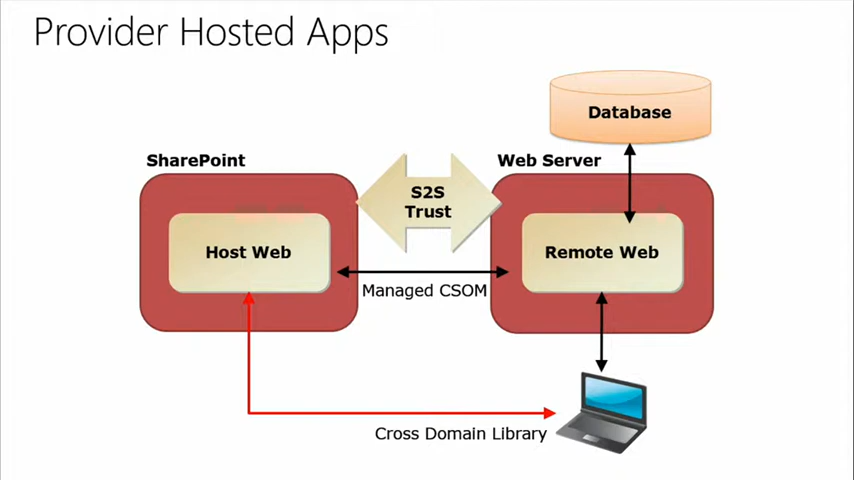 Provider Hosted Apps
Database
SharePoint
Web Server
S2S
Trust
Host Web
Remote Web
Managed CSOM
Cross Domain Library